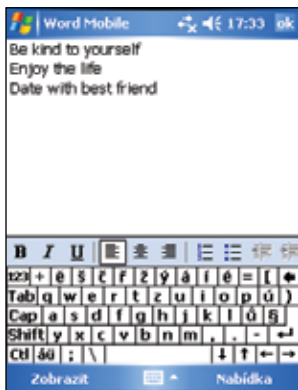 Word Mobile 17:33 ok
Be kind to yourself
Enjoy the life
Date with best friend
B I U
123 + ě š č ř ž ý á í é = [
Tab q w e r t z u i o p ú )
Cap a s d f g h j k l ů §
Shift y x c v b n m , . -
Ctl áü ; \
Zobrazit Nabídka